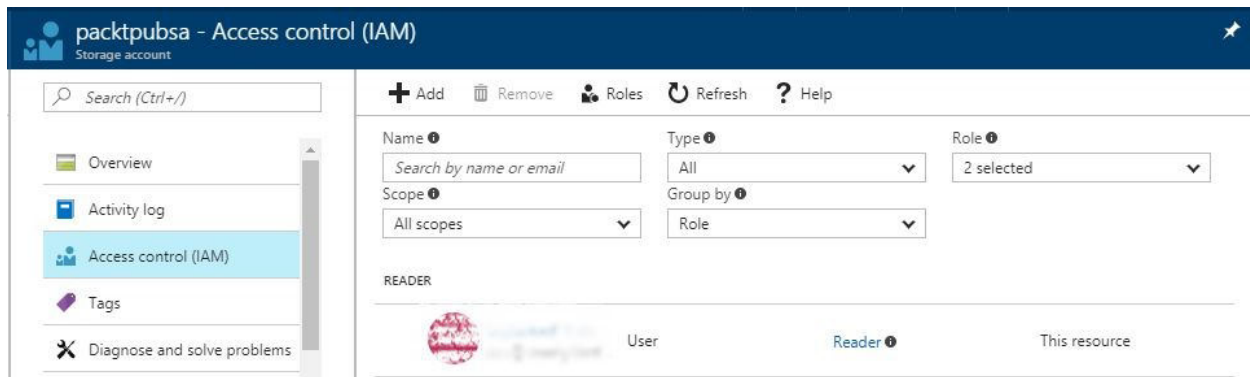 packtpubsa - Access control (IAM)
Storage account
Search (Ctrl+/)
Overview
Activity log
Access control (IAM)
Tags
Diagnose and solve problems
Add Remove Roles Refresh ? Help
Name Type Role
Search by name or email All 2 selected
Scope Group by
All scopes Role
READER
User Reader This resource